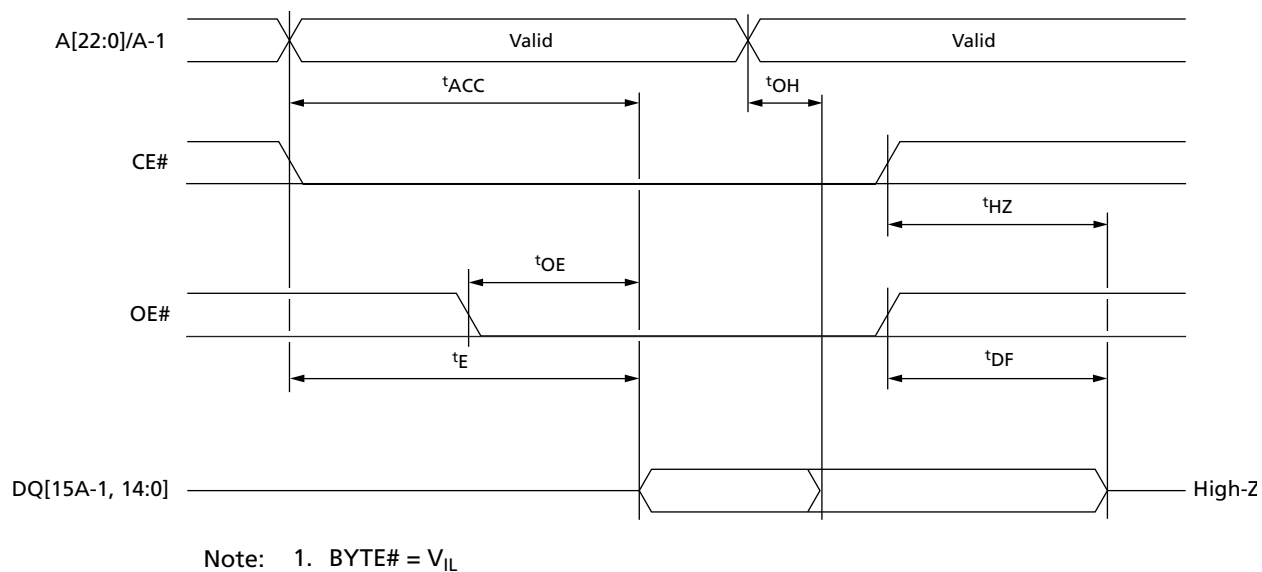 A[22:0]/A-1
Valid
Valid
tACC
tOH
CE#
tHZ
tOE
OE#
tE
tDF
DQ[15A-1, 14:0]
High-Z
Note: 1. BYTE# = VIL